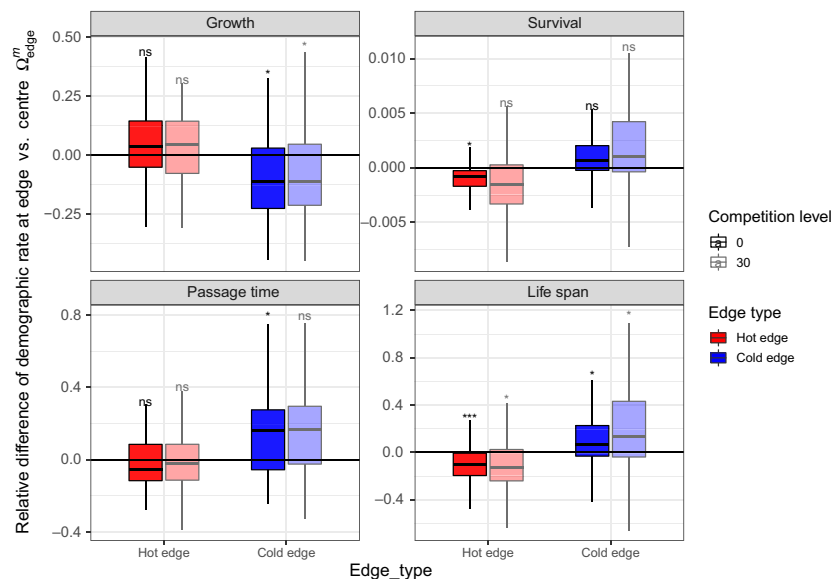 Growth
Survival
Relative difference of demographic rate at edge vs. centre Ω^m_edge
0.50
0.25
0.00
−0.25
ns
ns
*
*
0.010
0.005
0.000
−0.005
*
ns
ns
ns
Passage time
Life span
0.8
0.4
0.0
−0.4
ns
ns
*
ns
1.2
0.8
0.4
0.0
−0.4
***
*
*
*
Hot edge
Cold edge
Hot edge
Cold edge
Edge_type
Competition level
a 0
a 30
Edge type
Hot edge
Cold edge